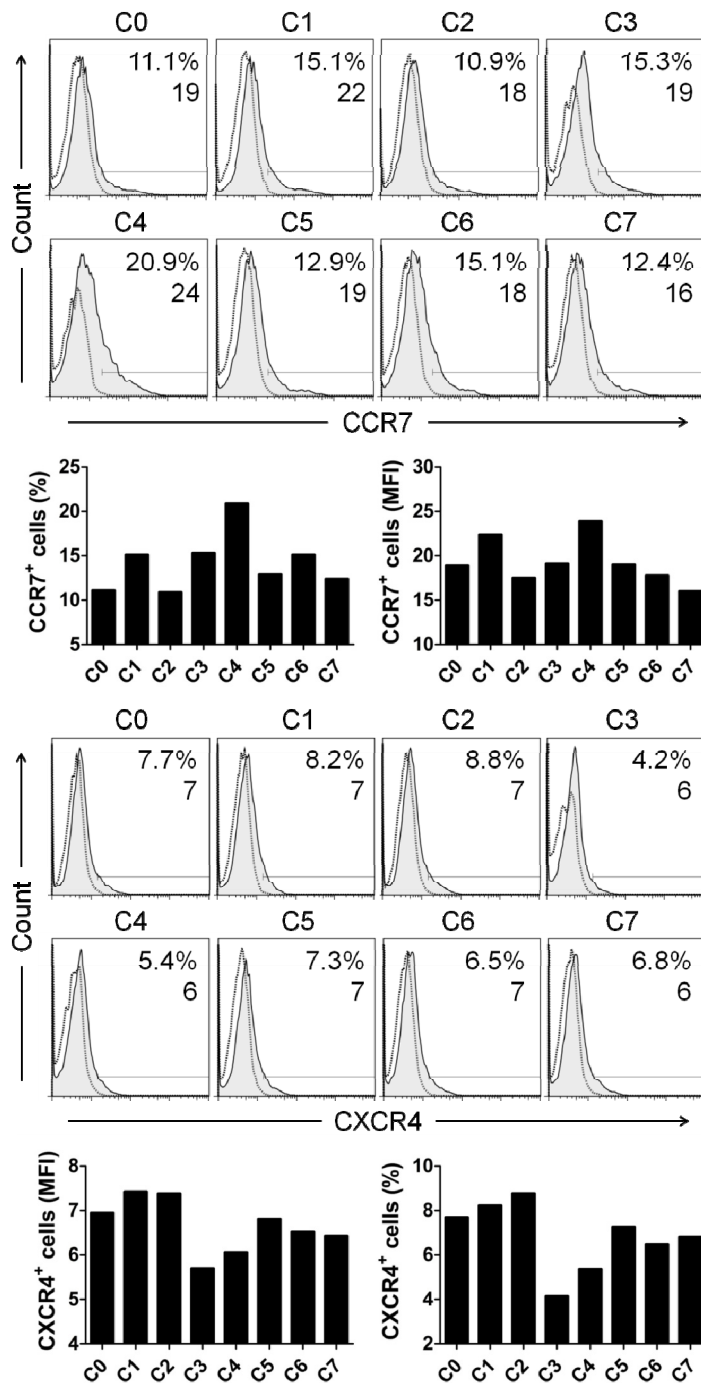 C0 C1 C2 C3
11.1% 15.1% 10.9% 15.3%
19 22 18 19
C4 C5 C6 C7
20.9% 12.9% 15.1% 12.4%
24 19 18 16
Count
CCR7
CCR7+ cells (%)
25
20
15
10
5
C0 C1 C2 C3 C4 C5 C6 C7
CCR7+ cells (MFI)
30
25
20
15
10
C0 C1 C2 C3 C4 C5 C6 C7
C0 C1 C2 C3
7.7% 8.2% 8.8% 4.2%
7 7 7 6
C4 C5 C6 C7
5.4% 7.3% 6.5% 6.8%
6 7 7 6
Count
CXCR4
CXCR4+ cells (MFI)
8
7
6
5
4
C0 C1 C2 C3 C4 C5 C6 C7
CXCR4+ cells (%)
10
8
6
4
2
C0 C1 C2 C3 C4 C5 C6 C7